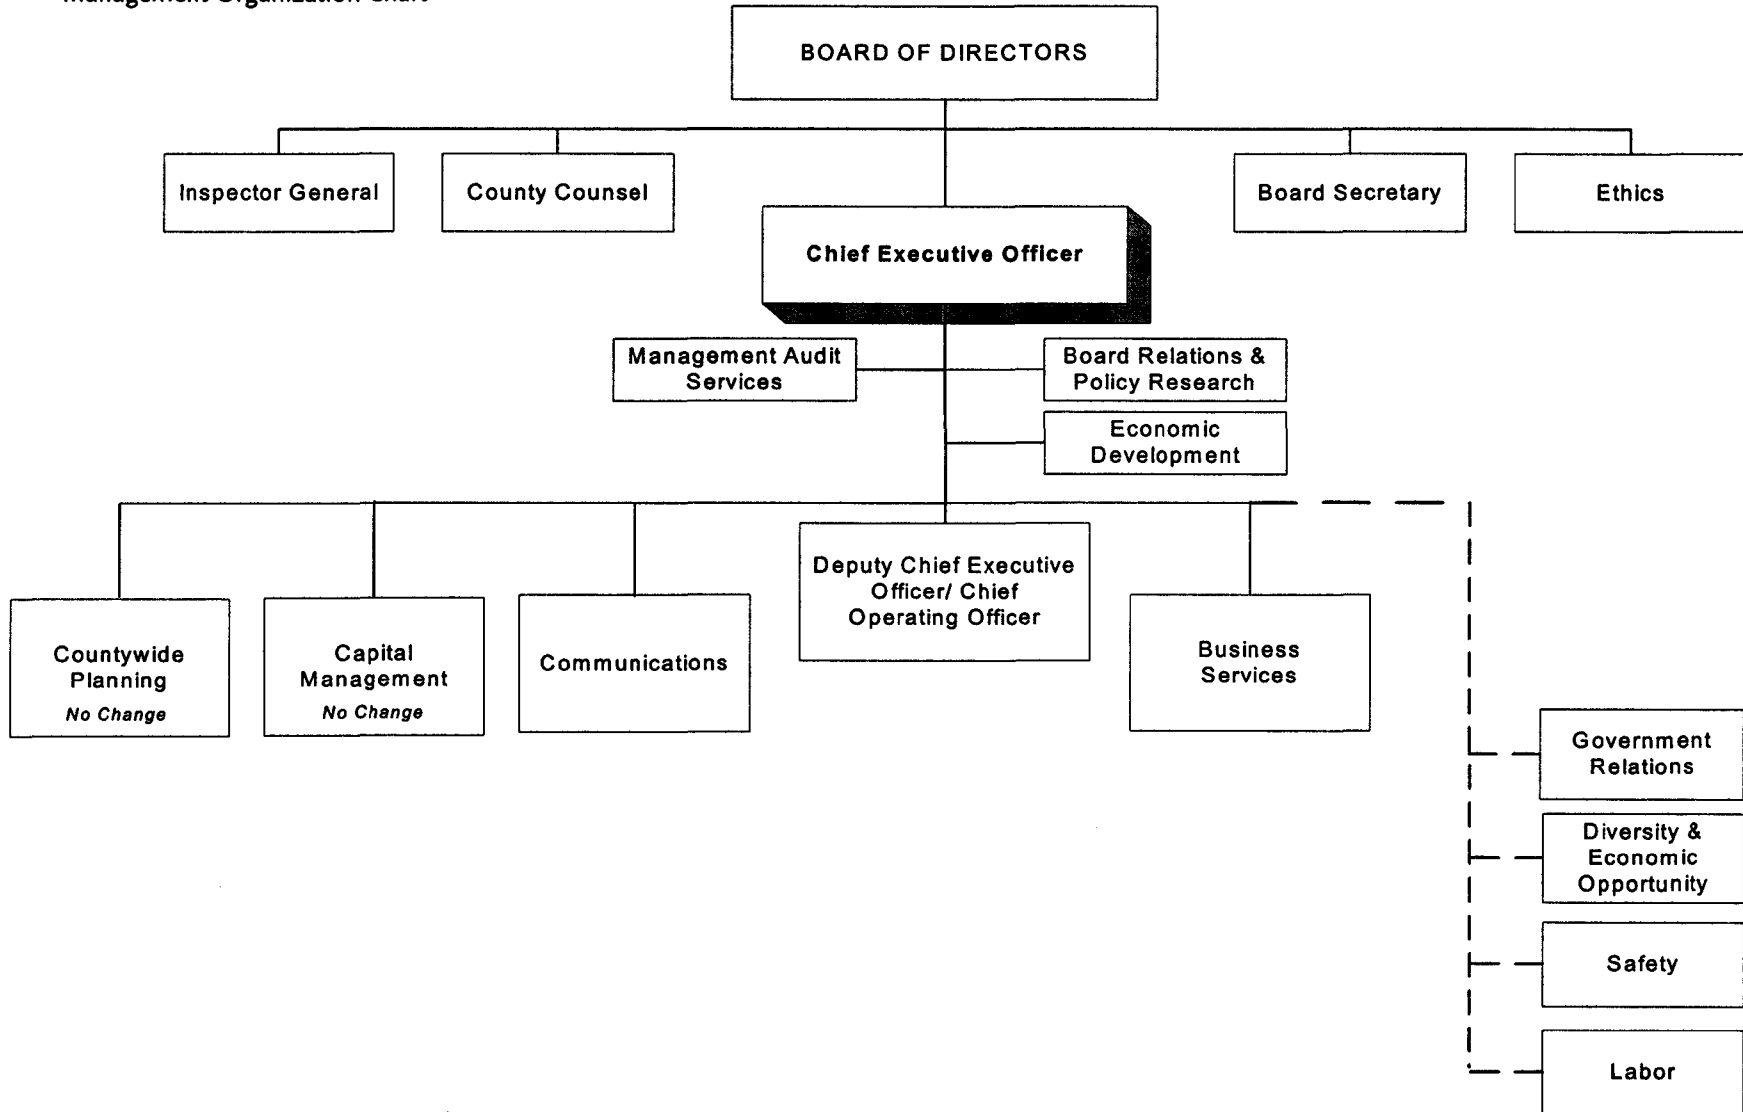 Management Organization Chart
BOARD OF DIRECTORS
Inspector General
County Counsel
Board Secretary
Ethics
Chief Executive Officer
Management Audit
Services
Board Relations &
Policy Research
Economic
Development
Deputy Chief Executive
Officer/ Chief
Operating Officer
Countywide
Planning
No Change
Capital
Management
No Change
Communications
Business
Services
Government
Relations
Diversity &
Economic
Opportunity
Safety
Labor